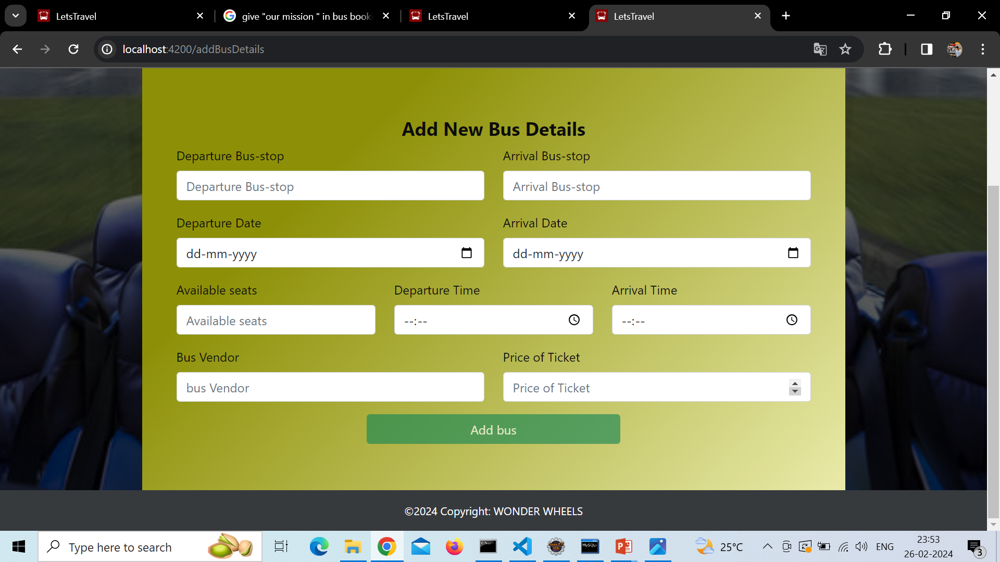 LetsTravel
give "our mission " in bus booki
LetsTravel
LetsTravel
localhost:4200/addBusDetails
Add New Bus Details
Departure Bus-stop
Arrival Bus-stop
Departure Bus-stop
Arrival Bus-stop
Departure Date
Arrival Date
dd-mm-yyyy
dd-mm-yyyy
Available seats
Departure Time
Arrival Time
Available seats
--:--
--:--
Bus Vendor
Price of Ticket
bus Vendor
Price of Ticket
Add bus
©2024 Copyright: WONDER WHEELS
Type here to search
25°C
ENG
23:53
26-02-2024
3